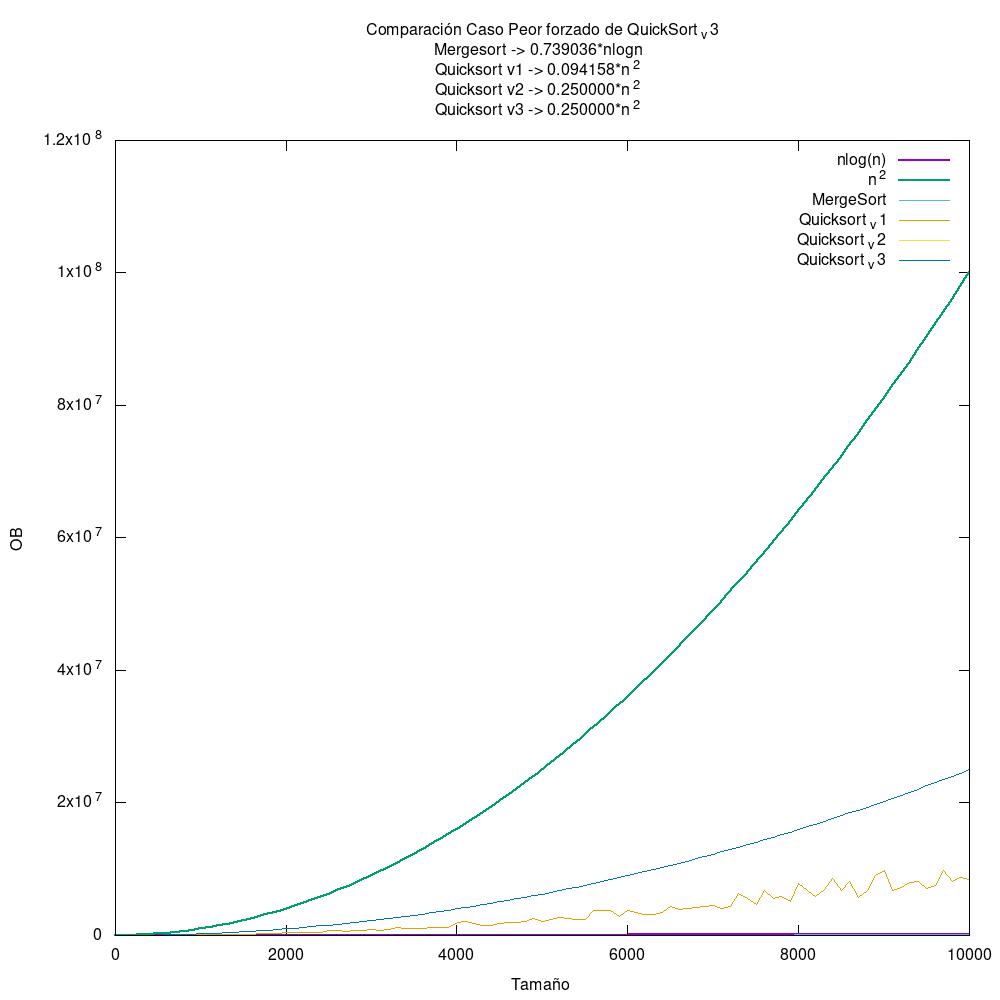 Comparación Caso Peor forzado de QuickSort v 3
Mergesort -> 0.739036*nlogn
Quicksort v1 -> 0.094158*n 2
Quicksort v2 -> 0.250000*n 2
Quicksort v3 -> 0.250000*n 2
1.2x10 8
1x10 8
8x10 7
6x10 7
4x10 7
2x10 7
0
OB
nlog(n)
n 2
MergeSort
Quicksort v 1
Quicksort v 2
Quicksort v 3
0 2000 4000 6000 8000 10000
Tamaño